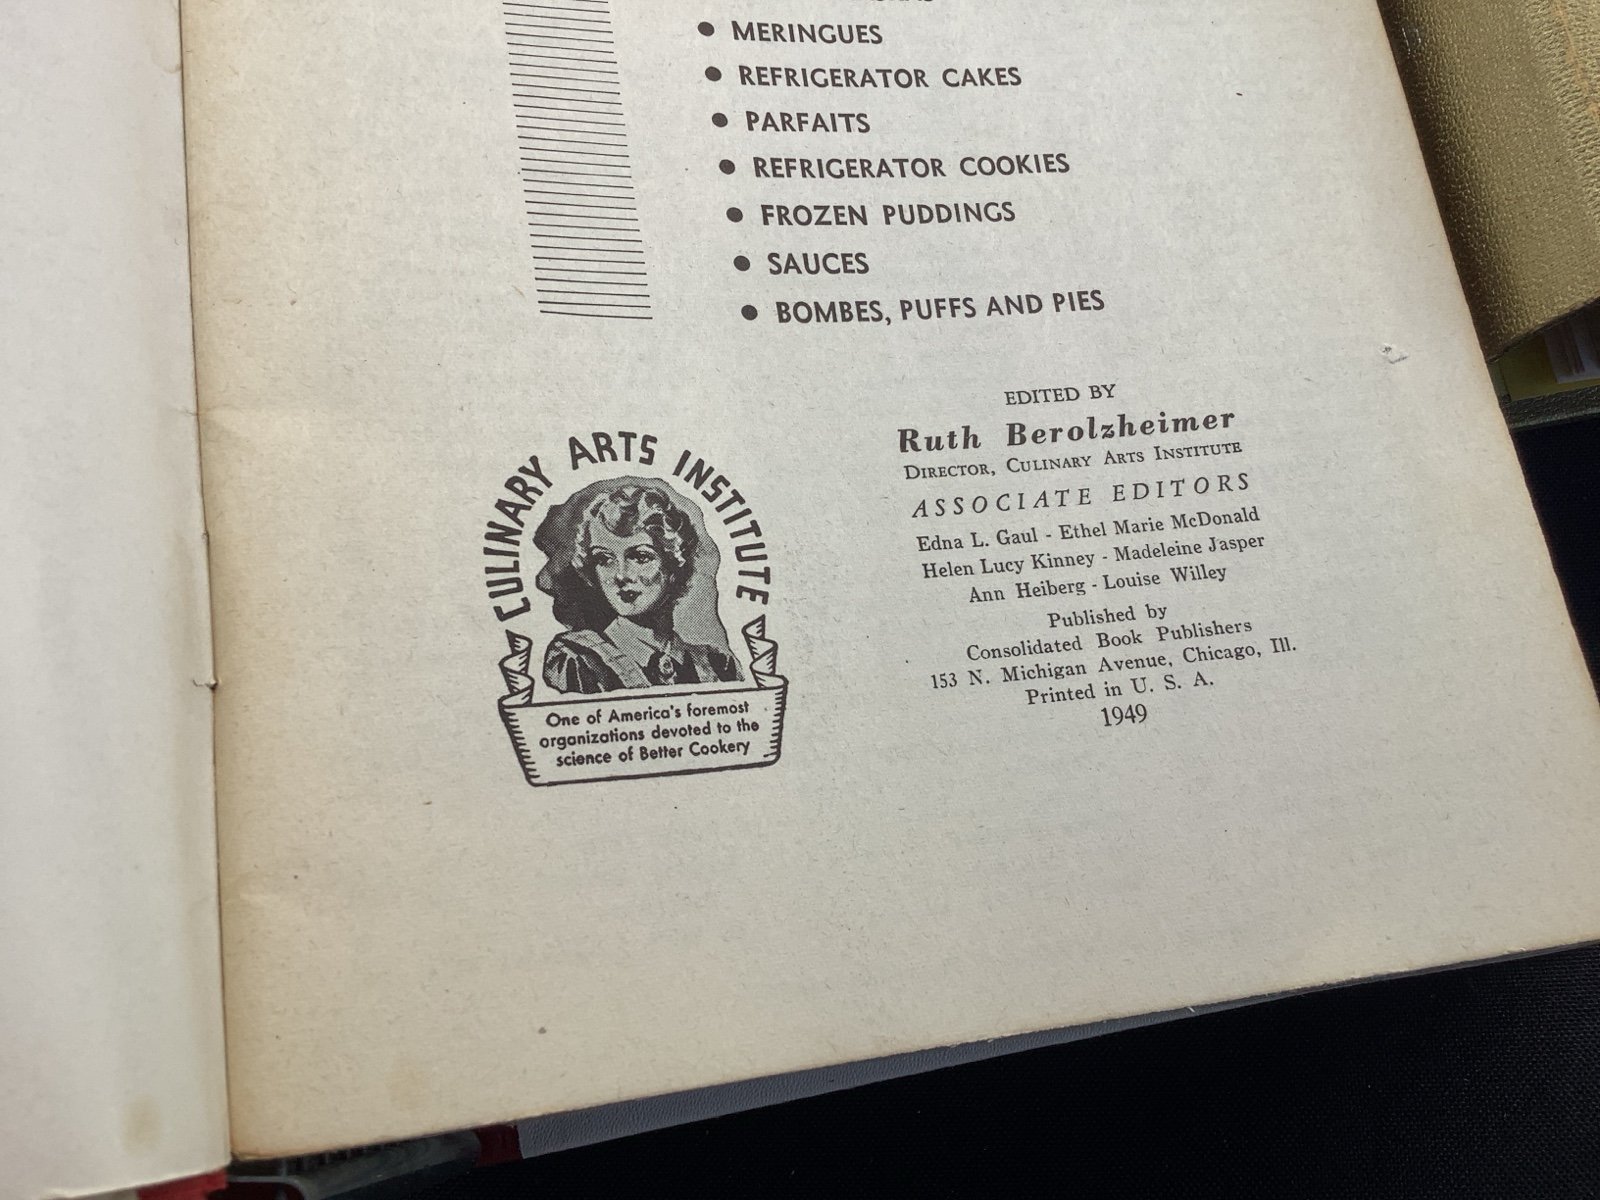 MERINGUES
REFRIGERATOR CAKES
PARFAITS
REFRIGERATOR COOKIES
FROZEN PUDDINGS
SAUCES
BOMBES, PUFFS AND PIES
CULINARY ARTS INSTITUTE
One of America's foremost
organizations devoted to the
science of Better Cookery
EDITED BY
Ruth Berolzheimer
DIRECTOR, CULINARY ARTS INSTITUTE
ASSOCIATE EDITORS
Edna L. Gaul - Ethel Marie McDonald
Helen Lucy Kinney - Madeleine Jasper
Ann Heiberg - Louise Willey
Published by
Consolidated Book Publishers
153 N. Michigan Avenue, Chicago, Ill.
Printed in U. S. A.
1949